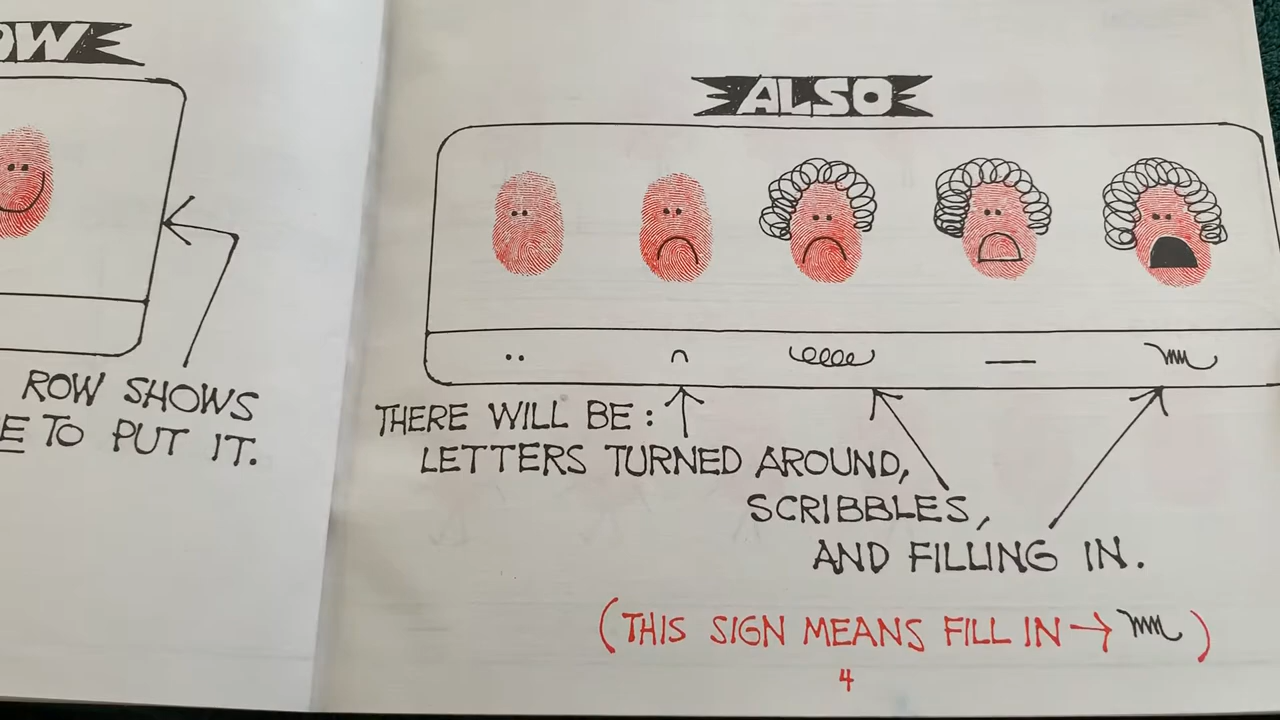 OW
ROW SHOWS
E TO PUT IT.
ALSO
THERE WILL BE:
LETTERS TURNED AROUND,
SCRIBBLES,
AND FILLING IN.
(THIS SIGN MEANS FILL IN → )
4